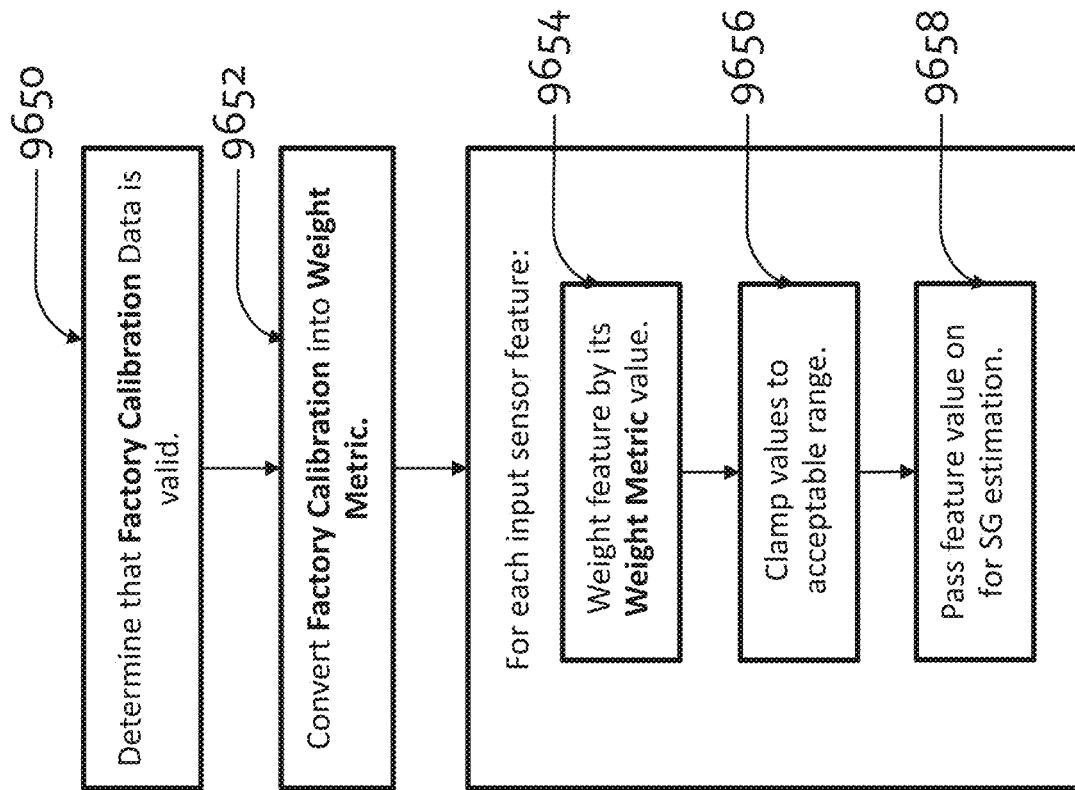 9650
Determine that Factory Calibration Data is
valid.
9652
Convert Factory Calibration into Weight
Metric.
For each input sensor feature:
9654
Weight feature by its
Weight Metric value.
9656
Clamp values to
acceptable range.
9658
Pass feature value on
for SG estimation.